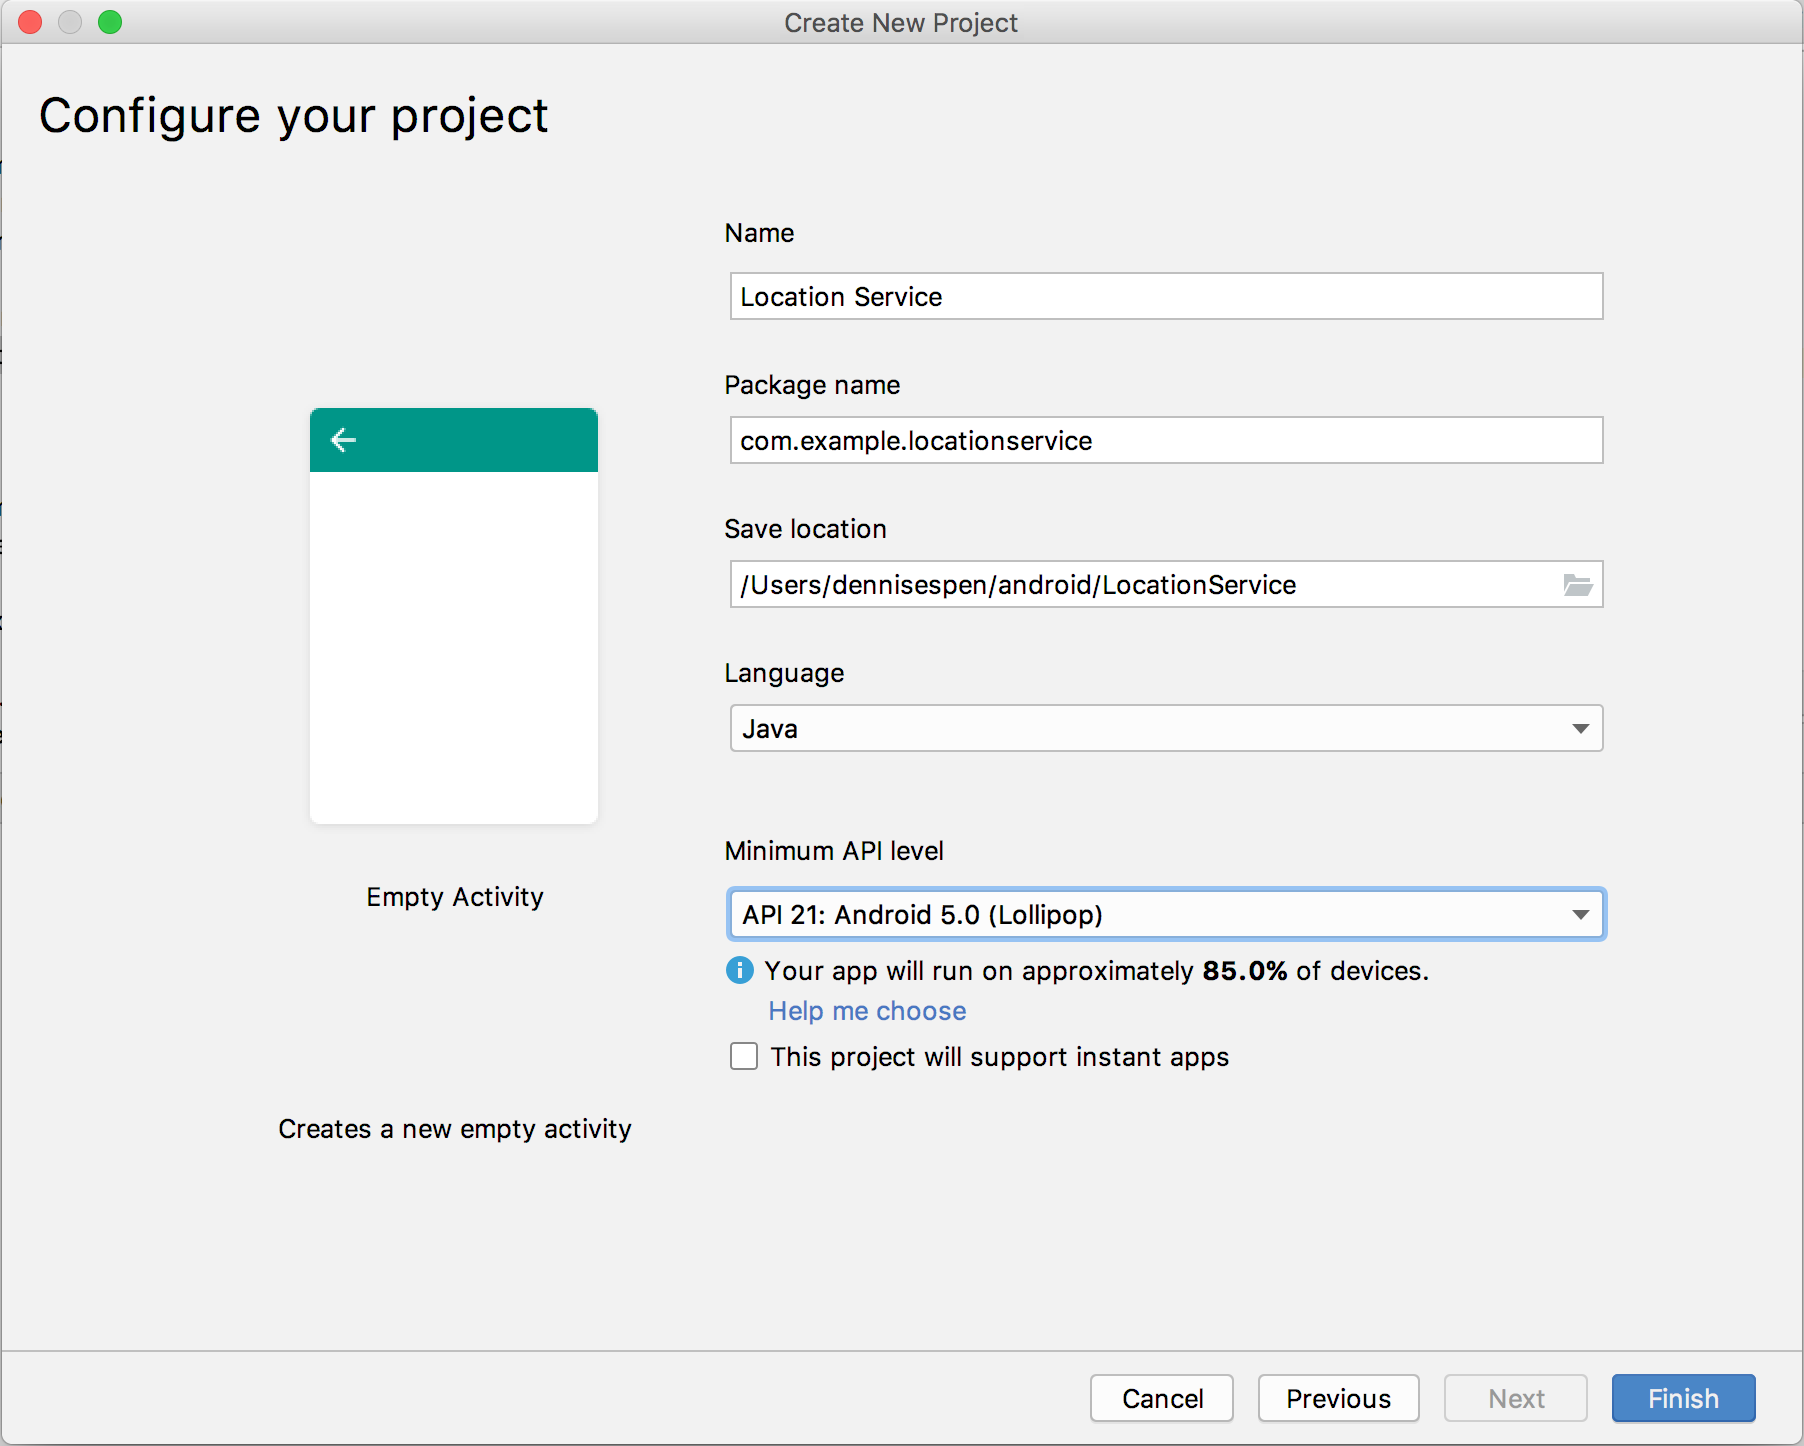 Create New Project
Configure your project
Name
Location Service
Package name
com.example.locationservice
Save location
/Users/dennisespen/android/LocationService
Language
Java
Minimum API level
API 21: Android 5.0 (Lollipop)
Empty Activity
Your app will run on approximately 85.0% of devices.
Help me choose
This project will support instant apps
Creates a new empty activity
Cancel
Previous
Next
Finish